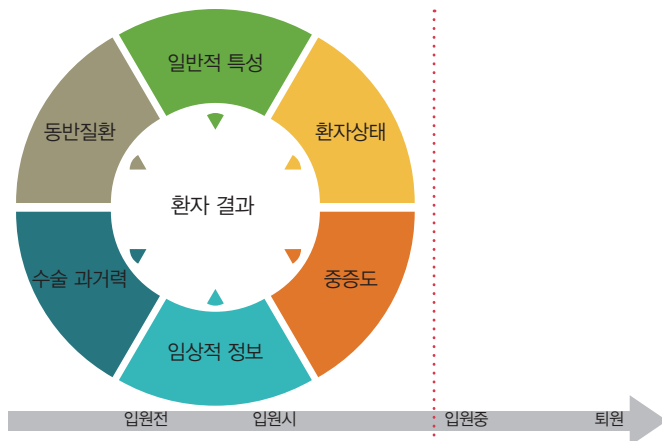 일반적 특성
동반질환
환자상태
환자 결과
수술 과거력
중증도
임상적 정보
입원전
입원시
입원중
퇴원